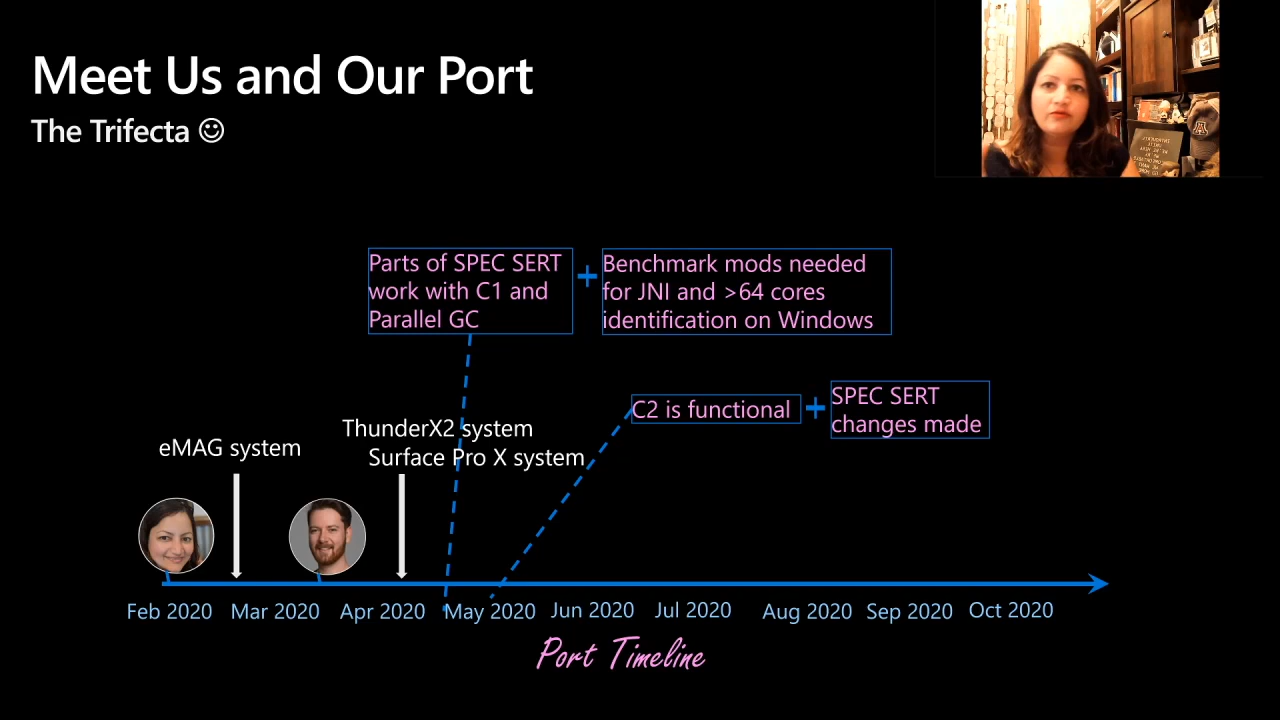 Meet Us and Our Port
The Trifecta ☺
Parts of SPEC SERT
work with C1 and
Parallel GC
+
Benchmark mods needed
for JNI and >64 cores
identification on Windows
C2 is functional
+
SPEC SERT
changes made
eMAG system
ThunderX2 system
Surface Pro X system
Feb 2020 Mar 2020 Apr 2020 May 2020 Jun 2020 Jul 2020 Aug 2020 Sep 2020 Oct 2020
Port Timeline